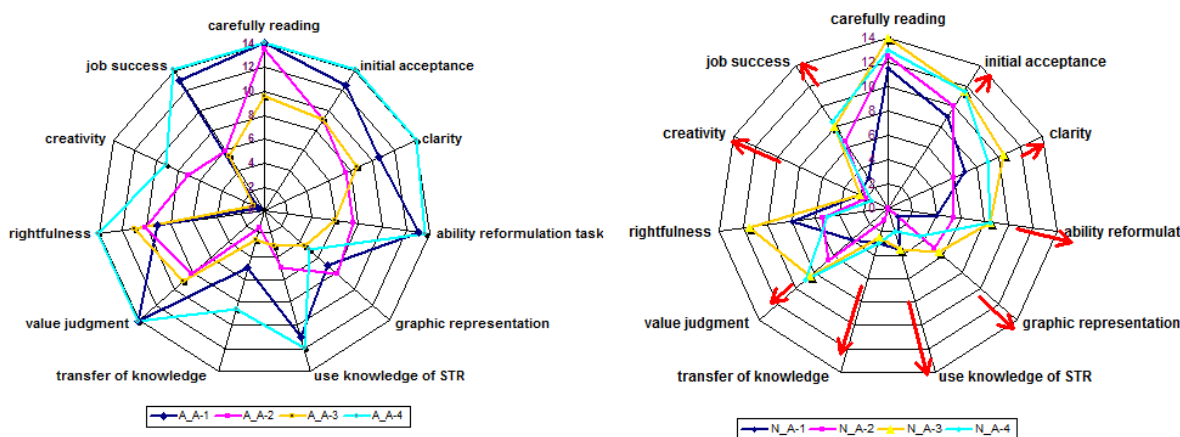 carefully reading
14
12
10
8
6
4
2
job success
initial acceptance
creativity
clarity
rightfulness
ability reformulation task
value judgment
graphic representation
transfer of knowledge
use knowledge of STR
A_A-1 A_A-2 A_A-3 A_A-4
carefully reading
14
12
10
8
6
4
2
0
job success
initial acceptance
creativity
clarity
rightfulness
ability reformulat
value judgment
graphic representation
transfer of knowledge
use knowledge of STR
N_A-1 N_A-2 N_A-3 N_A-4